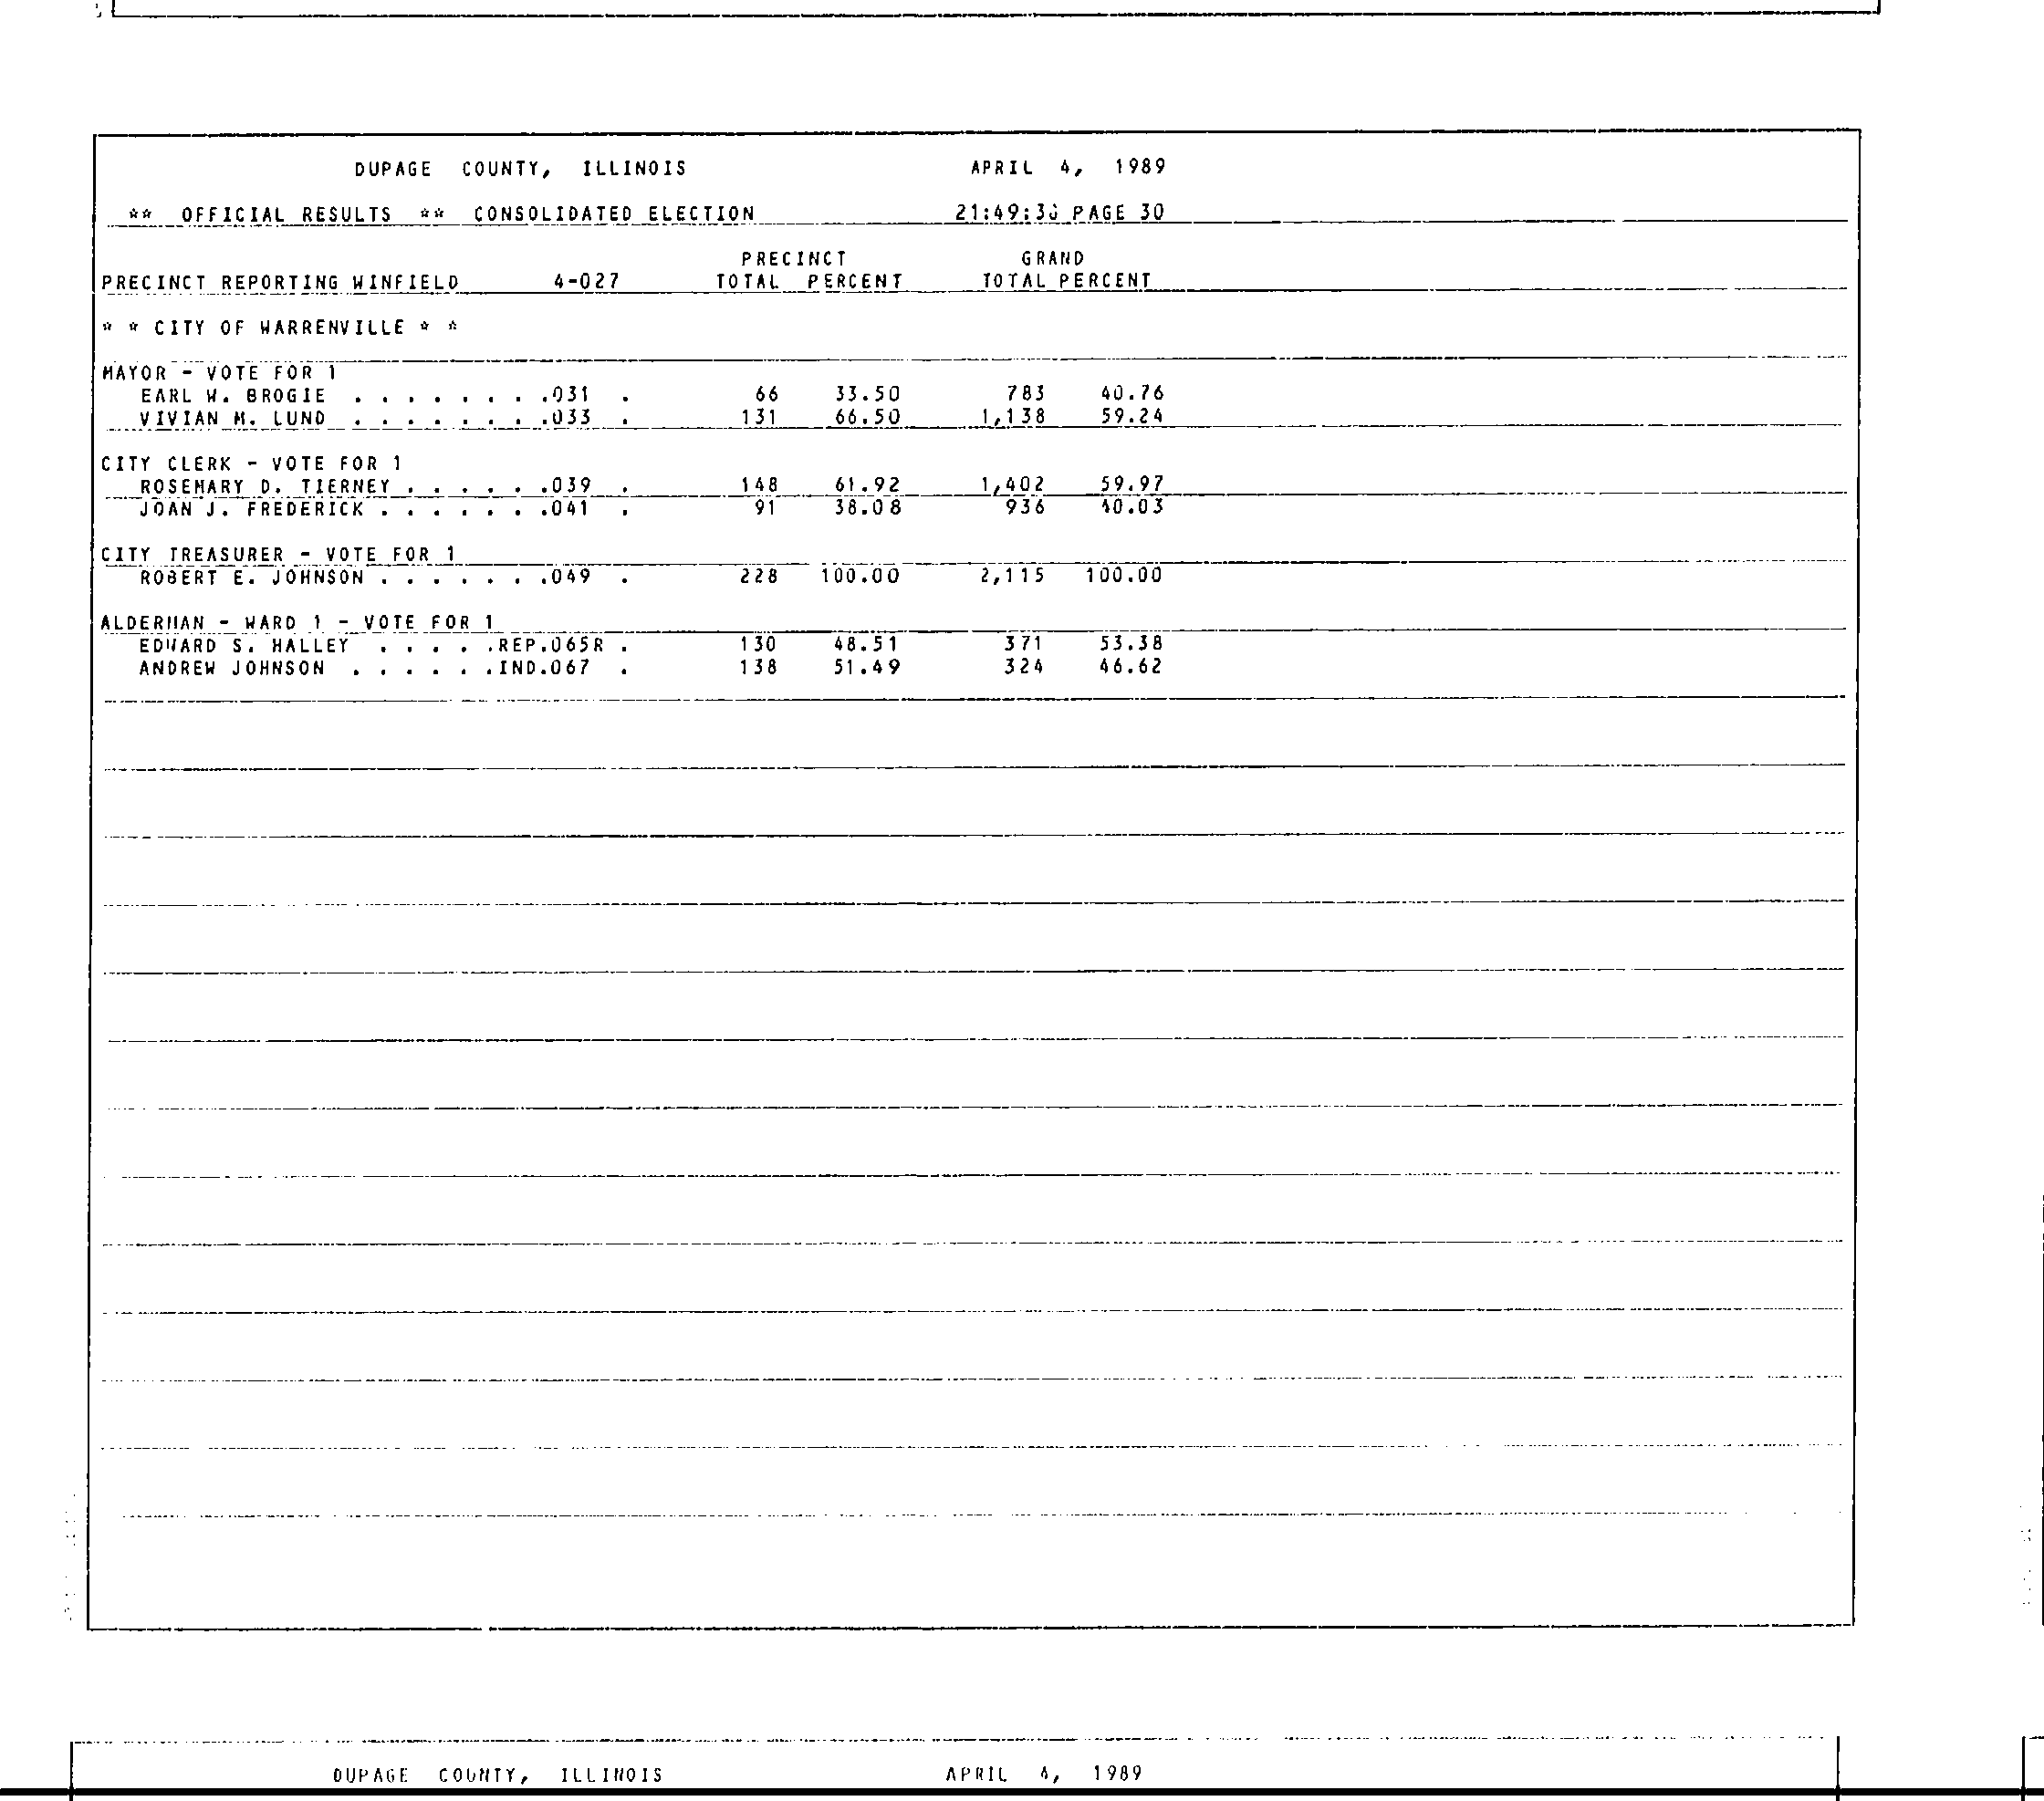 DUPAGE COUNTY, ILLINOIS APRIL 4, 1989
** OFFICIAL RESULTS ** CONSOLIDATED ELECTION 21:49:30 PAGE 30
PRECINCT GRAND
PRECINCT REPORTING WINFIELD 4-027 TOTAL PERCENT TOTAL PERCENT
* * CITY OF WARRENVILLE * *
MAYOR - VOTE FOR 1
EARL W. BROGIE . . . . . . . .031 . 66 33.50 783 40.76
VIVIAN M. LUND . . . . . . . .033 . 131 66.50 1,138 59.24
CITY CLERK - VOTE FOR 1
ROSEMARY D. TIERNEY . . . . . .039 . 148 61.92 1,402 59.97
JOAN J. FREDERICK . . . . . . .041 . 91 38.08 936 40.03
CITY TREASURER - VOTE FOR 1
ROBERT E. JOHNSON . . . . . . .049 . 228 100.00 2,115 100.00
ALDERMAN - WARD 1 - VOTE FOR 1
EDWARD S. HALLEY . . . . .REP.065R . 130 48.51 371 53.38
ANDREW JOHNSON . . . . . .IND.067 . 138 51.49 324 46.62
DUPAGE COUNTY, ILLINOIS APRIL 4, 1989